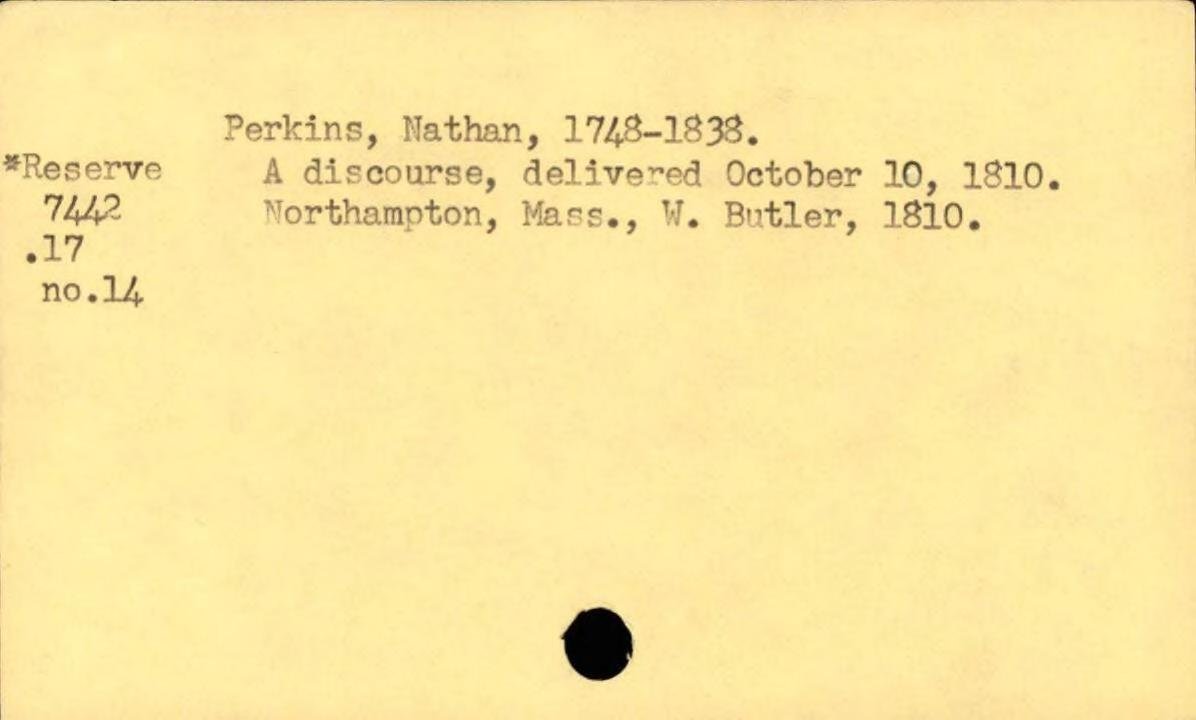 Perkins, Nathan, 1748-1838.
*Reserve
7442
.17
no.14
A discourse, delivered October 10, 1810.
Northampton, Mass., W. Butler, 1810.